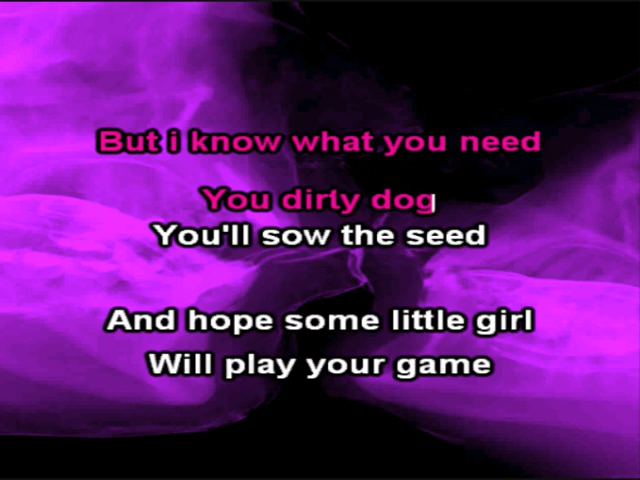 But i know what you need
You dirty dog
You'll sow the seed
And hope some little girl
Will play your game